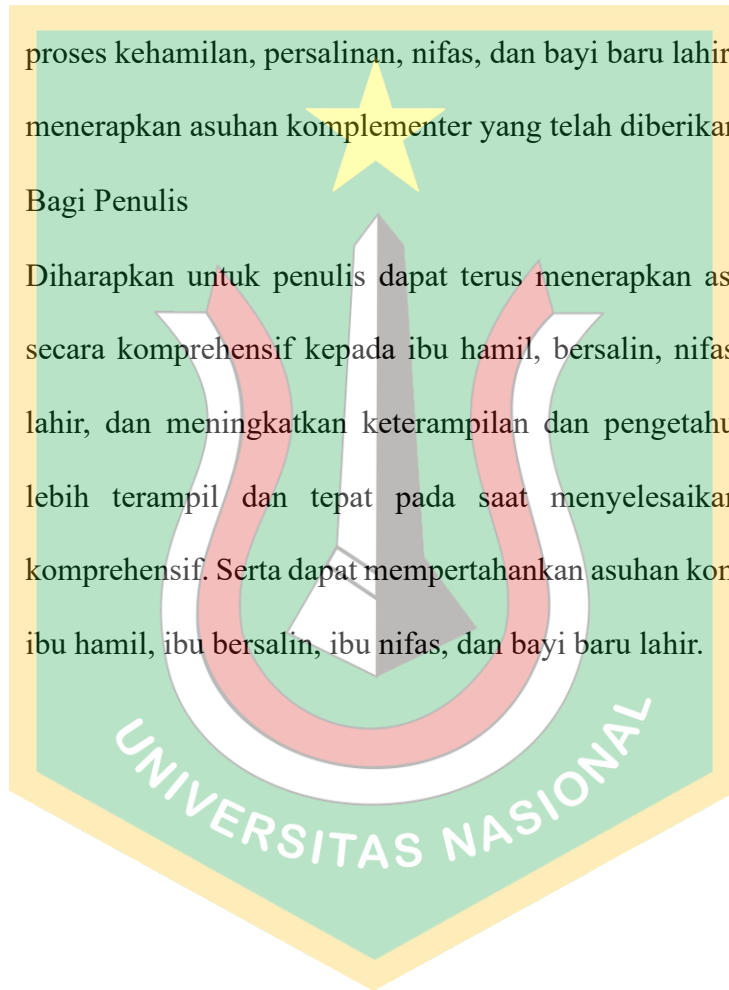 proses kehamilan, persalinan, nifas, dan bayi baru lahir
menerapkan asuhan komplementer yang telah diberikan
Bagi Penulis
Diharapkan untuk penulis dapat terus menerapkan as
secara komprehensif kepada ibu hamil, bersalin, nifas
lahir, dan meningkatkan keterampilan dan pengetahu
lebih terampil dan tepat pada saat menyelesaikan
komprehensif. Serta dapat mempertahankan asuhan kom
ibu hamil, ibu bersalin, ibu nifas, dan bayi baru lahir.
UNIVERSITAS NASIONAL